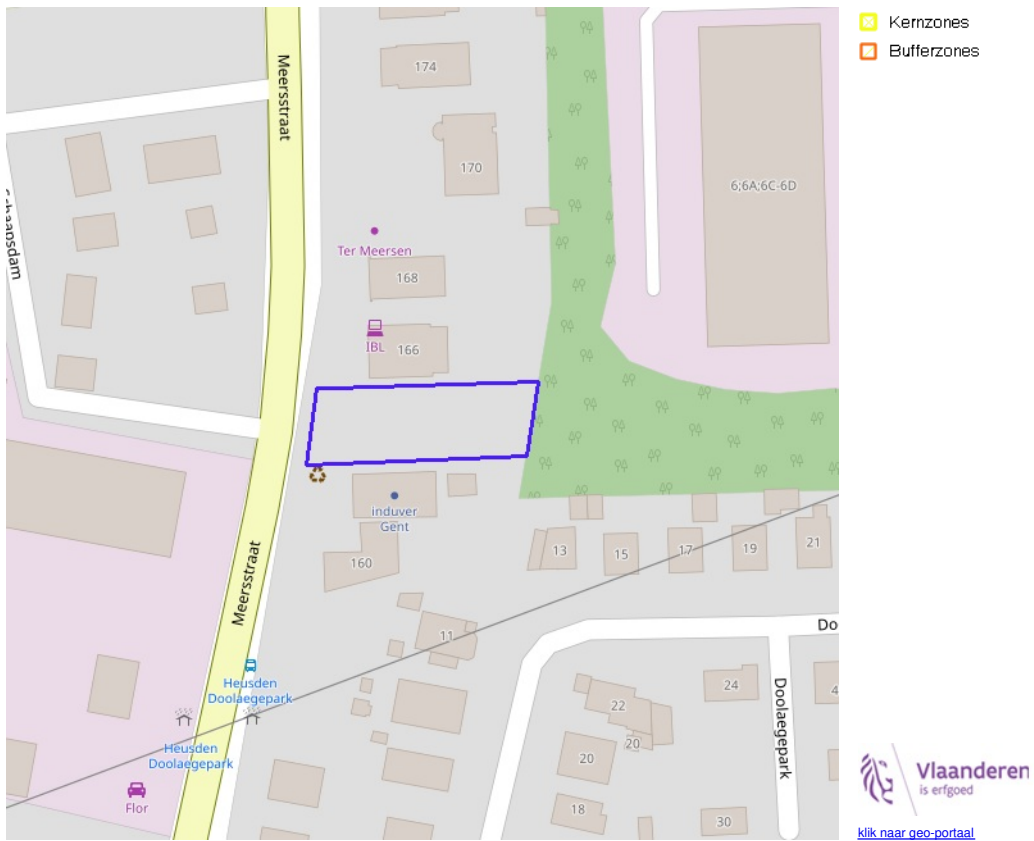 Kernzones
Bufferzones
Meersstraat
174
170
6;6A;6C-6D
Schaapsdam
Ter Meersen
168
IBL
166
induver
Gent
160
13
15
17
19
21
11
Meersstraat
Do
Heusden
Doolaegepark
24
4
Doolaegepark
22
20
20
Heusden
Doolaegepark
Flor
18
30
Vlaanderen
is erfgoed
klik naar geo-portaal